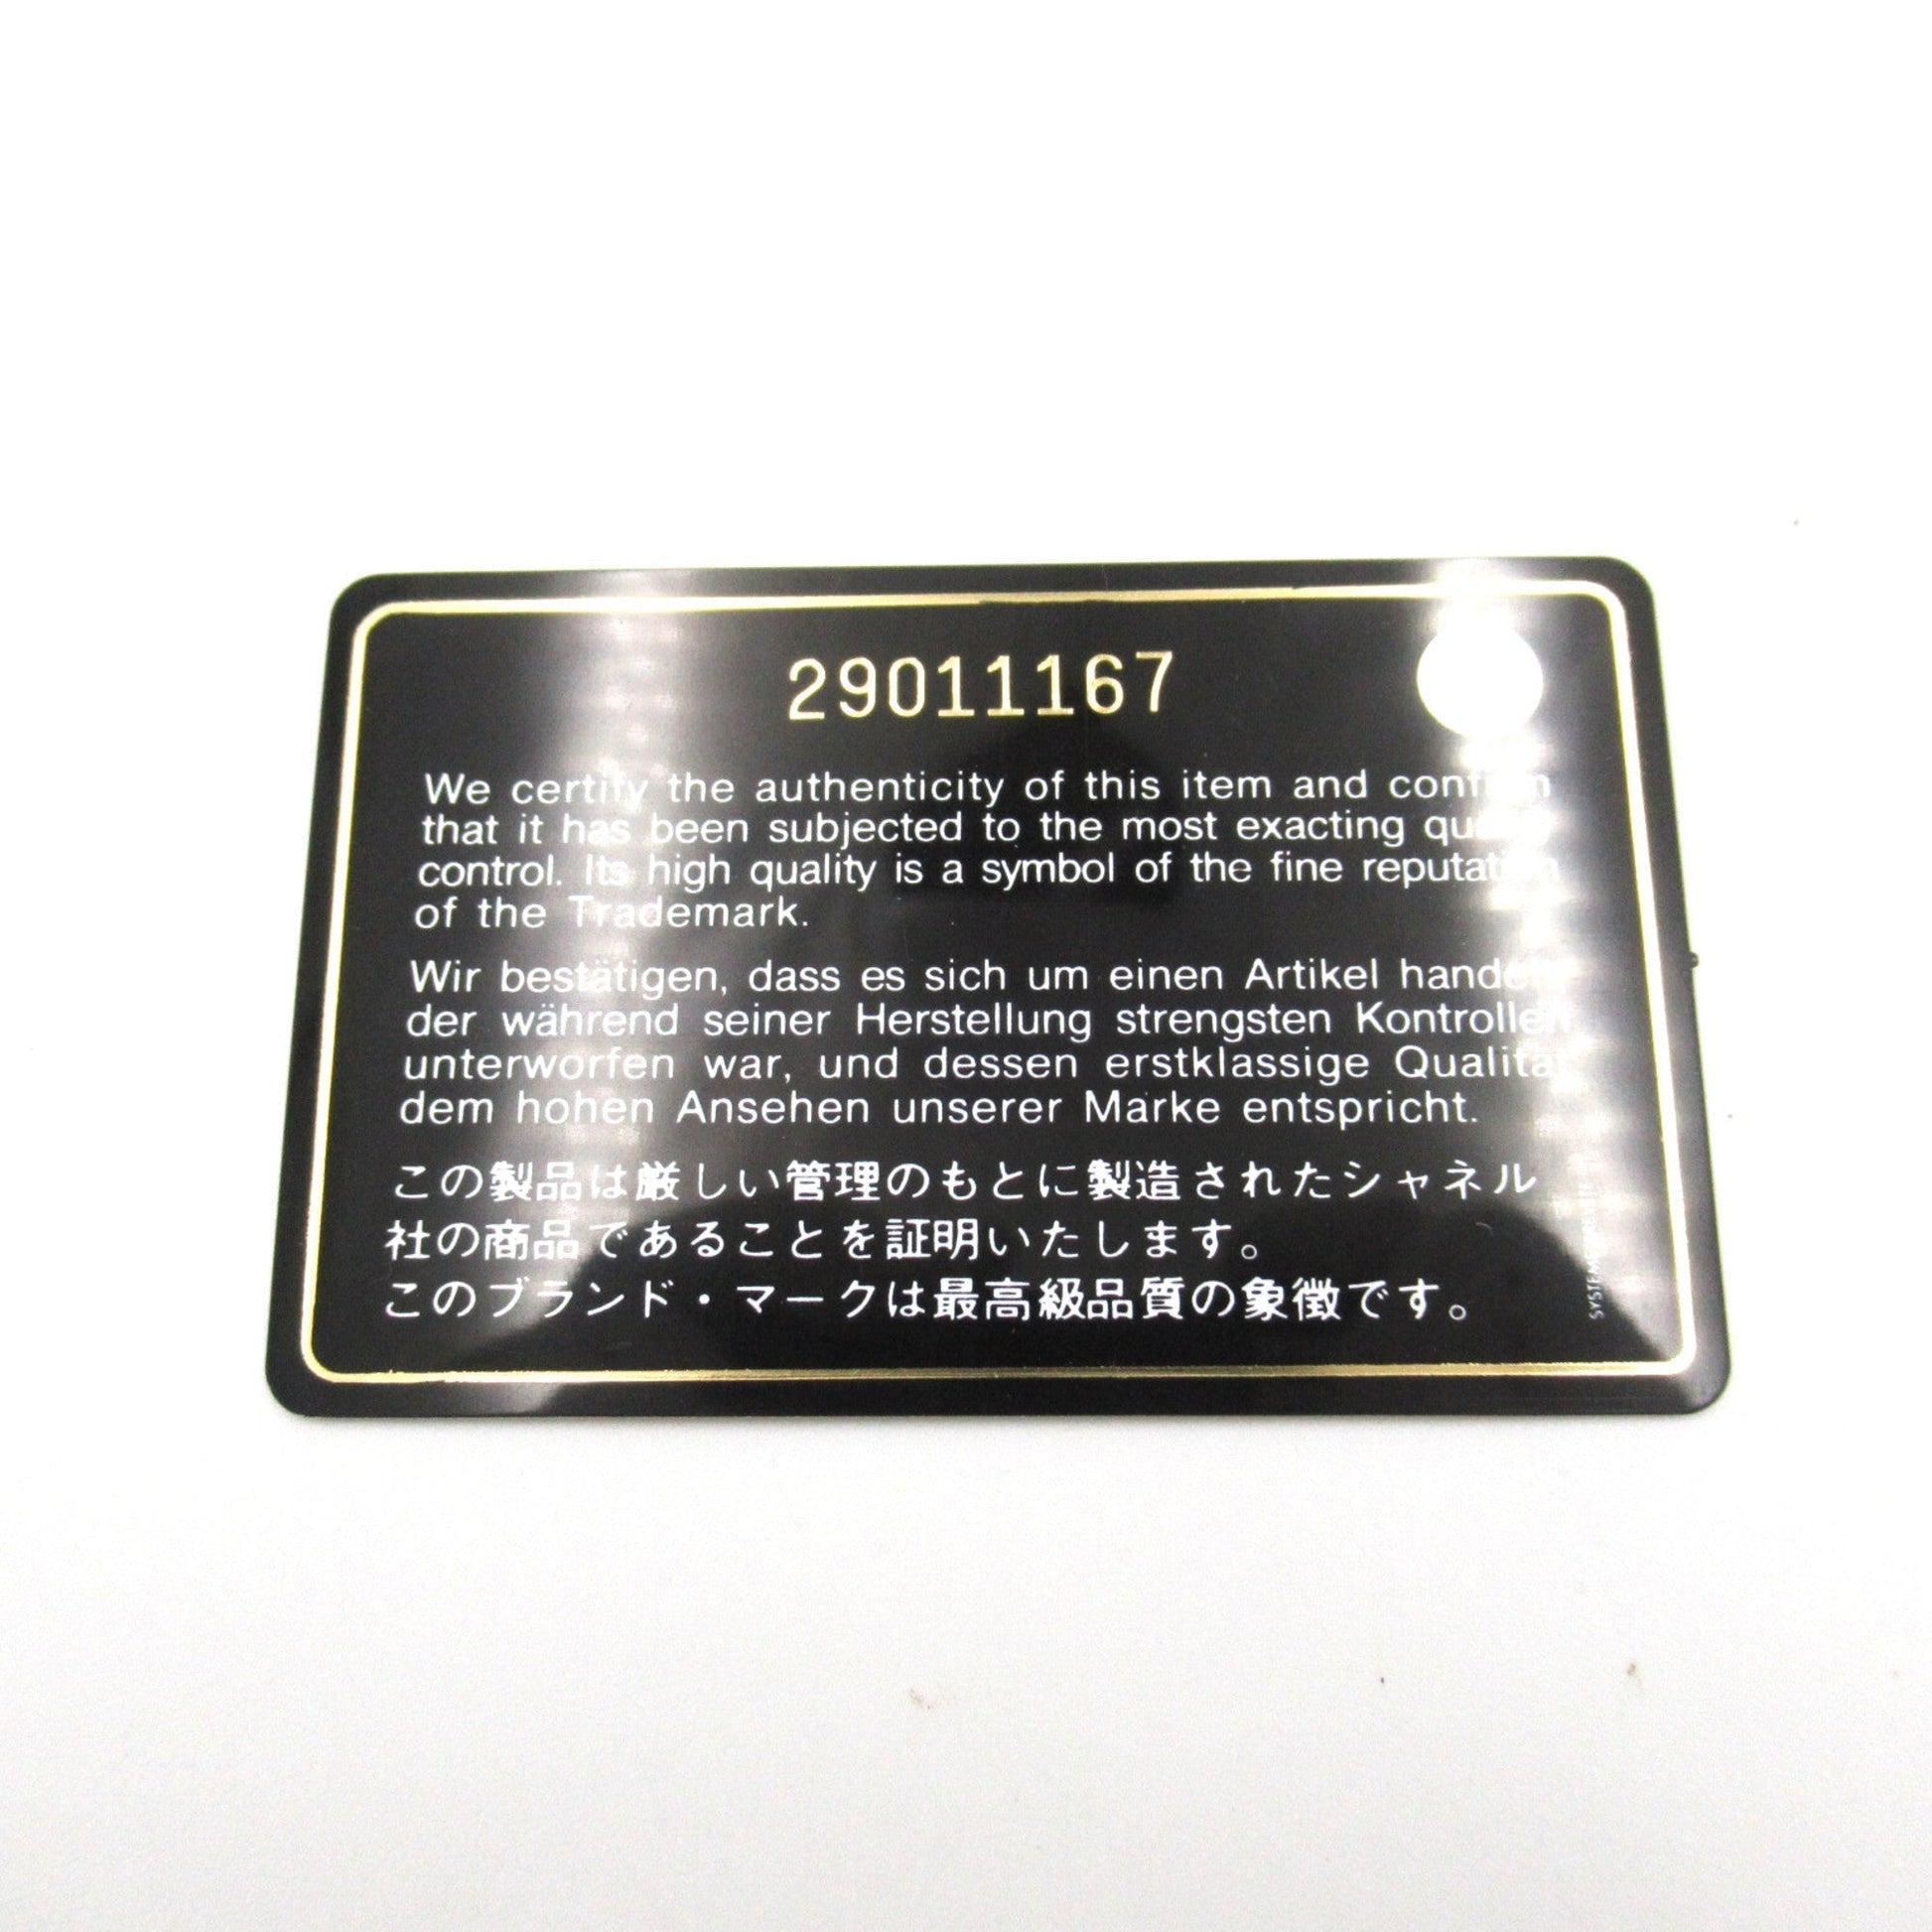 29011167
We certify the authenticity of this item and confirm
that it has been subjected to the most exacting quality
control. Its high quality is a symbol of the fine reputation
of the Trademark.
Wir bestätigen, dass es sich um einen Artikel
der während seiner Herstellung strengsten Kontrollen
unterworfen war, und dessen erstklassige Qualität
dem hohen Ansehen unserer Marke entspricht.
この製品は厳しい管理のもとに製造されたシャネル
社の商品であることを証明いたします。
このブランド・マークは最高級品質の象徴です。